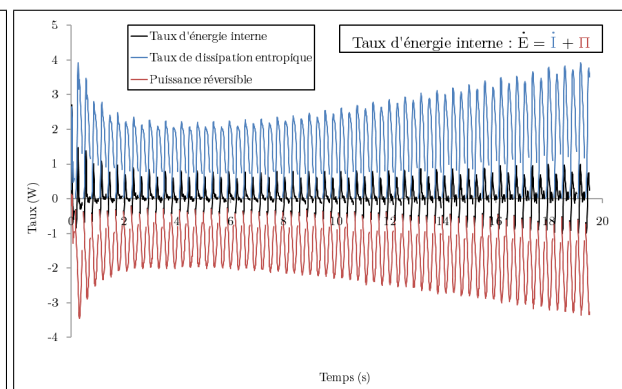 Taux d'énergie interne
Taux de dissipation entropique
Puissance réversible
Taux d'énergie interne : Ė = İ + Π
Taux (W)
5
4
3
2
1
0
-1
-2
-3
-4
0 2 4 6 8 10 12 14 16 18 20
Temps (s)